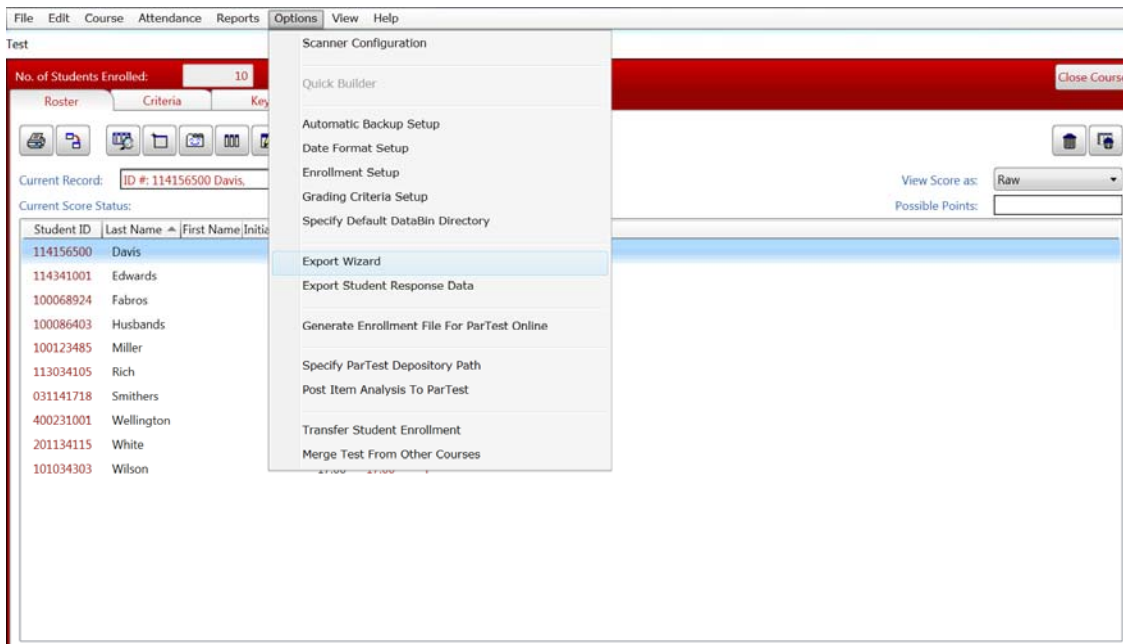 File Edit Course Attendance Reports Options View Help
Test
No. of Students Enrolled: 10
Close Cours
Roster Criteria Key
Current Record: ID #: 114156500 Davis,
View Score as: Raw
Current Score Status:
Possible Points:
Student ID Last Name First Name Initia
114156500 Davis
114341001 Edwards
100068924 Fabros
100086403 Husbands
100123485 Miller
113034105 Rich
031141718 Smithers
400231001 Wellington
201134115 White
101034303 Wilson
Scanner Configuration
Quick Builder
Automatic Backup Setup
Date Format Setup
Enrollment Setup
Grading Criteria Setup
Specify Default DataBin Directory
Export Wizard
Export Student Response Data
Generate Enrollment File For ParTest Online
Specify ParTest Depository Path
Post Item Analysis To ParTest
Transfer Student Enrollment
Merge Test From Other Courses